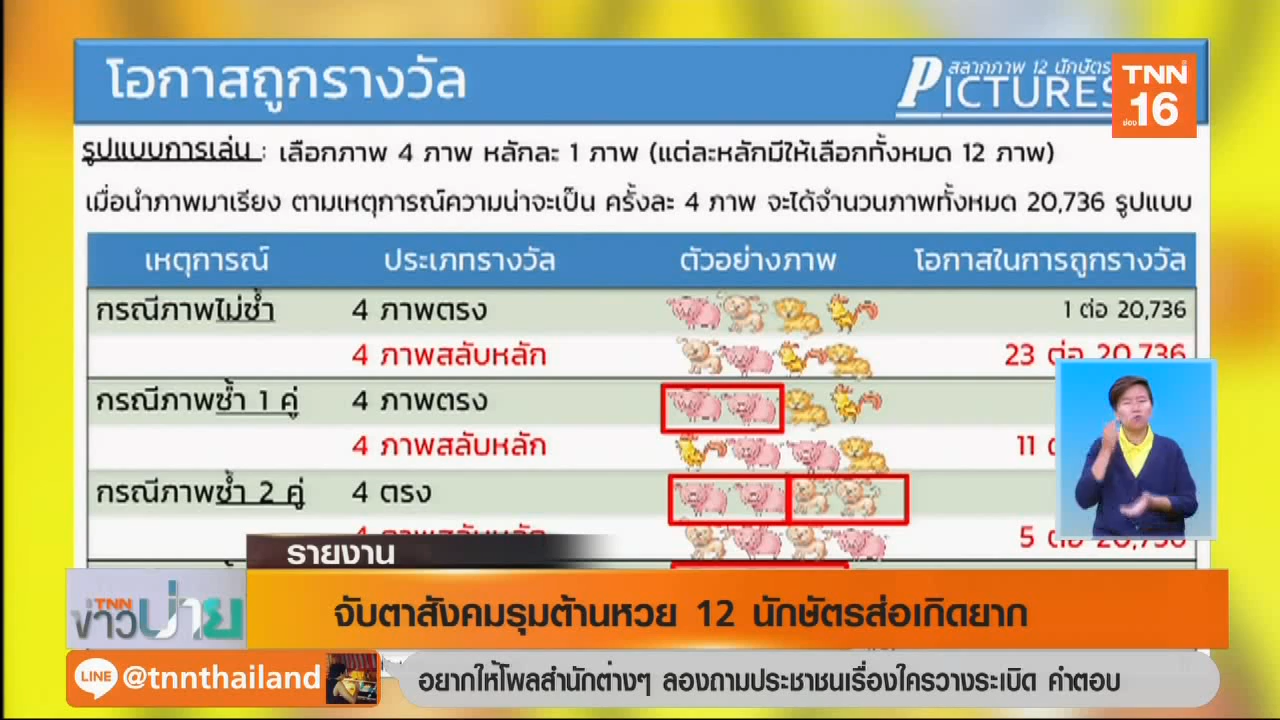 โอกาสถูกรางวัล
สลากภาพ 12 นักษัตร
PICTURES
TNN
ช่อง 16
รูปแบบการเล่น : เลือกภาพ 4 ภาพ หลักละ 1 ภาพ (แต่ละหลักมีให้เลือกทั้งหมด 12 ภาพ)
เมื่อนำภาพมาเรียง ตามเหตุการณ์ความน่าจะเป็น ครั้งละ 4 ภาพ จะได้จำนวนภาพทั้งหมด 20,736 รูปแบบ
เหตุการณ์ ประเภทรางวัล ตัวอย่างภาพ โอกาสในการถูกรางวัล
กรณีภาพไม่ซ้ำ 4 ภาพตรง 1 ต่อ 20,736
4 ภาพสลับหลัก 23 ต่อ 20,736
กรณีภาพซ้ำ 1 คู่ 4 ภาพตรง
4 ภาพสลับหลัก 11
กรณีภาพซ้ำ 2 คู่ 4 ตรง
4 ภาพสลับหลัก 5 ต่อ 20,736
รายงาน
TNN ข่าวบ่าย
จับตาสังคมรุมต้านหวย 12 นักษัตรส่อเกิดยาก
LINE @tnnthailand
อยากให้โพลสำนักต่างๆ ลองถามประชาชนเรื่องใครวางระเบิด คำตอบ